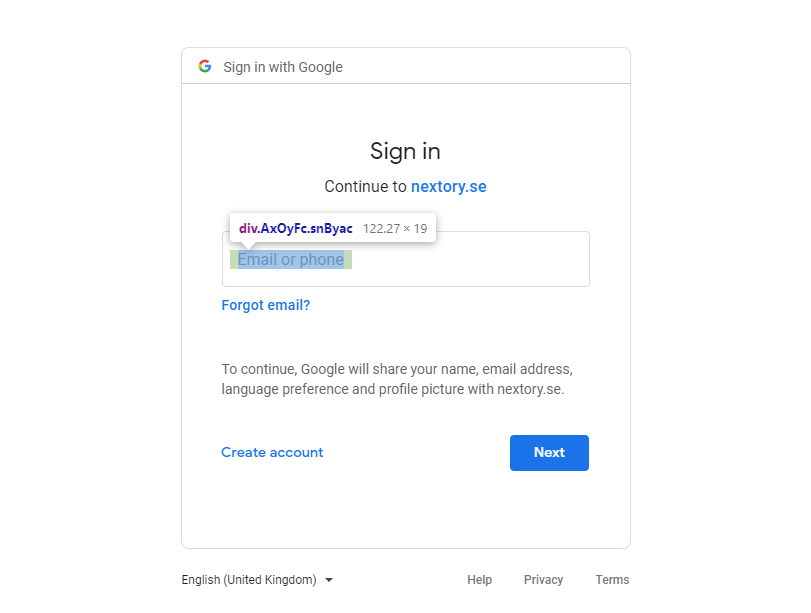 Sign in with Google
Sign in
Continue to nextory.se
div.AxOyFc.snByac 122.27 × 19
Email or phone
Forgot email?
To continue, Google will share your name, email address,
language preference and profile picture with nextory.se.
Create account
Next
English (United Kingdom)
Help
Privacy
Terms